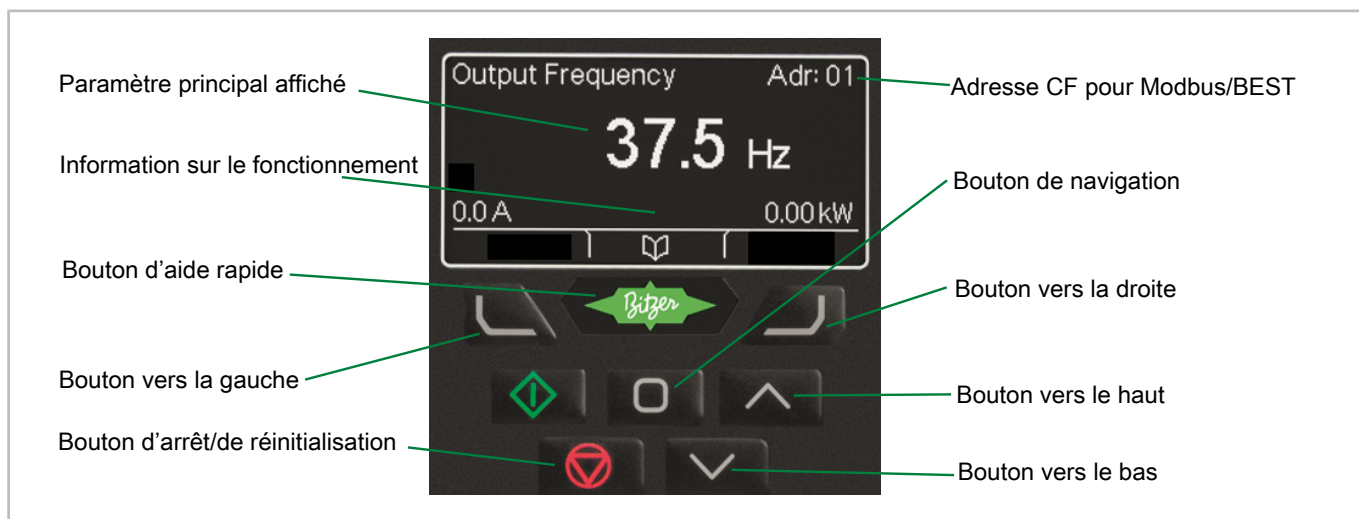 Output Frequency Adr: 01
Paramètre principal affiché
Adresse CF pour Modbus/BEST
37.5 Hz
Information sur le fonctionnement
Bouton de navigation
0.0 A 0.00 kW
Bouton d’aide rapide
Bitzer
Bouton vers la droite
Bouton vers la gauche
Bouton vers le haut
Bouton d’arrêt/de réinitialisation
Bouton vers le bas